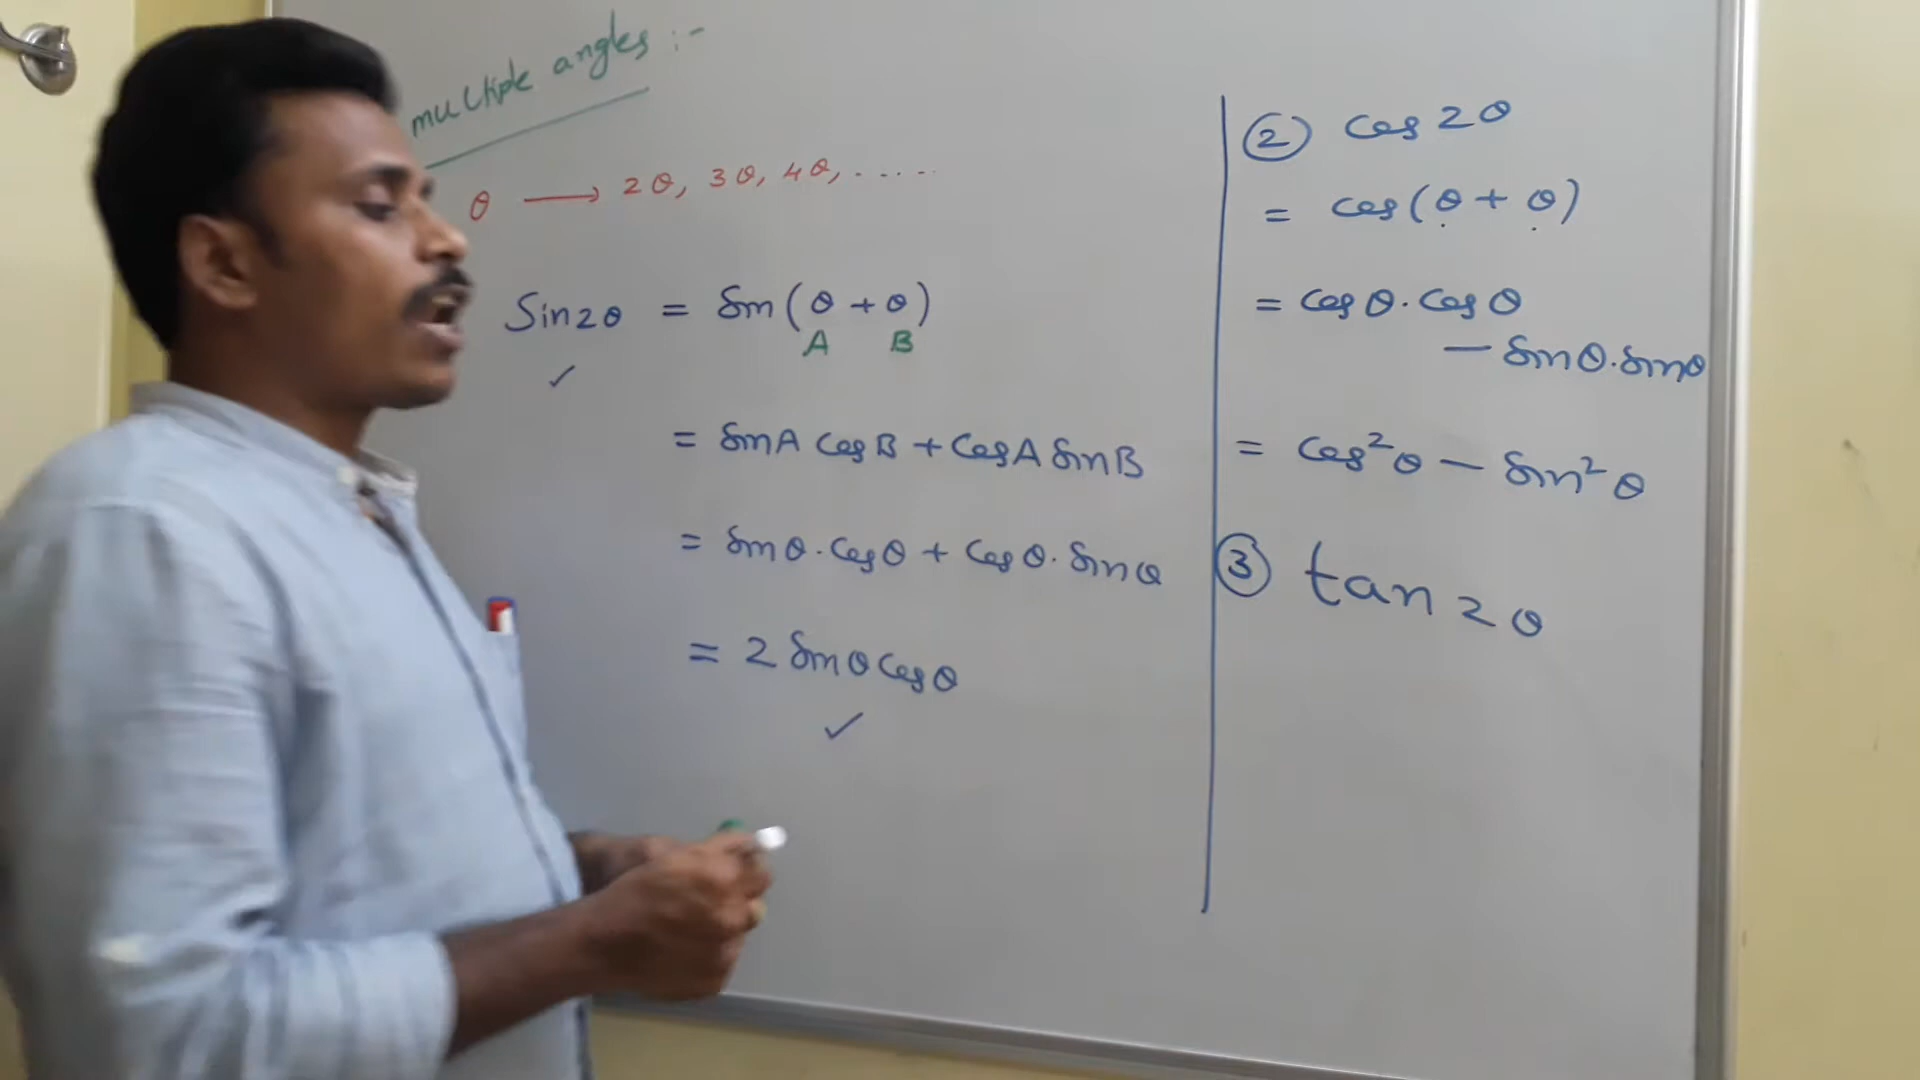 multiple angles :-
θ → 2θ, 3θ, 4θ, .....
Sin2θ = Sin(θ + θ)
A B
= SinA CosB + CosA SinB
= Sinθ.Cosθ + Cosθ.Sinθ
= 2 Sinθ Cosθ
② Cos 2θ
= Cos(θ + θ)
= Cosθ.Cosθ
- Sinθ.Sinθ
= Cos²θ - Sin²θ
③ tan 2θ